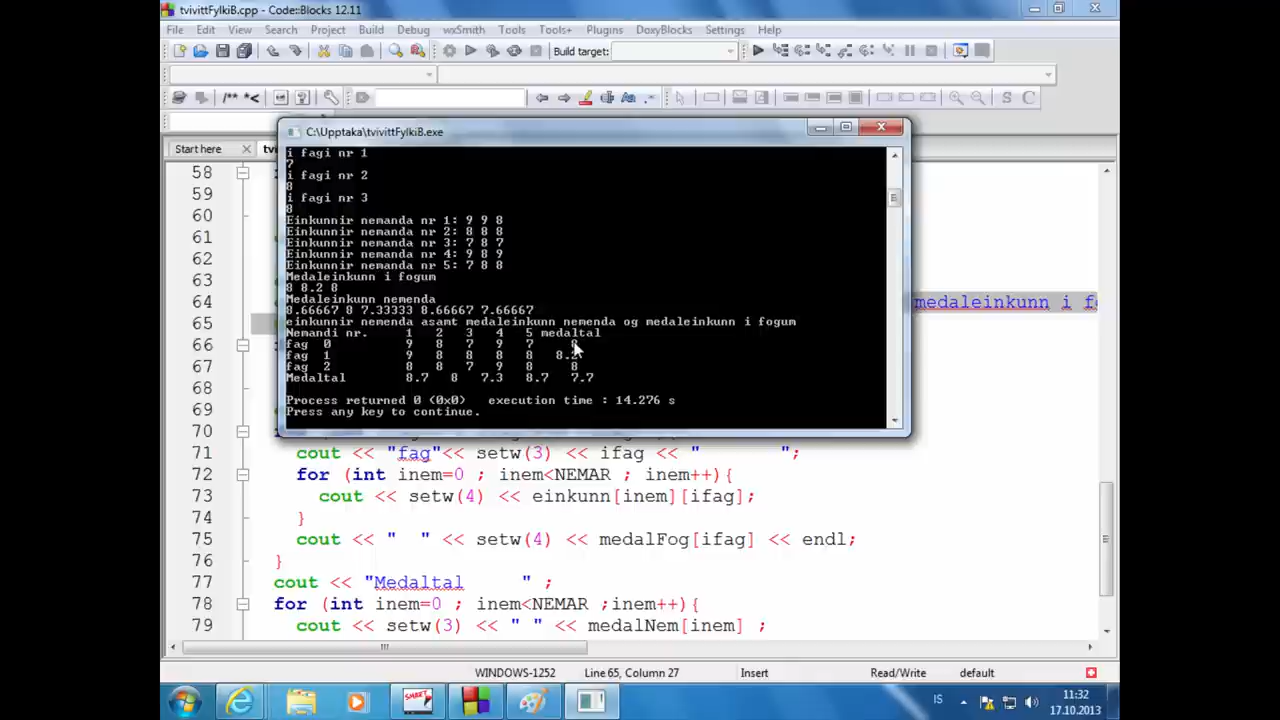 tvivittFylkiB.cpp - Code::Blocks 12.11
File Edit View Search Project Build Debug wxSmith Tools Tools+ Plugins DoxyBlocks Settings Help
Build target:
/** *<
S C
C:\Upptaka\tvivittFylkiB.exe
Start here tvi
i fagi nr 1
7
i fagi nr 2
8
i fagi nr 3
8
Einkunnir nemanda nr 1: 9 9 8
Einkunnir nemanda nr 2: 8 8 8
Einkunnir nemanda nr 3: 7 8 7
Einkunnir nemanda nr 4: 9 8 9
Einkunnir nemanda nr 5: 7 8 8
Medaleinkunn i fogum
8 8.2 8
Medaleinkunn nemenda
8.66667 8 7.33333 8.66667 7.66667
einkunnir nemenda asamt medaleinkunn nemenda og medaleinkunn i fogum
Nemandi nr. 1 2 3 4 5 medaltal
fag 0 9 8 7 9 7 8
fag 1 9 8 8 8 8 8.2
fag 2 8 8 7 9 8 8
Medaltal 8.7 8 7.3 8.7 7.7
Process returned 0 (0x0) execution time : 14.276 s
Press any key to continue.
58
59
60
61
62
63
64 medaleinkunn i f
65
66
67
68
69
70
71 cout << "fag"<< setw(3) << ifag << " ";
72 for (int inem=0 ; inem<NEMAR ; inem++){
73 cout << setw(4) << einkunn[inem][ifag];
74 }
75 cout << " " << setw(4) << medalFog[ifag] << endl;
76 }
77 cout << "Medaltal " ;
78 for (int inem=0 ; inem<NEMAR ;inem++){
79 cout << setw(3) << " " << medalNem[inem] ;
WINDOWS-1252 Line 65, Column 27 Insert Read/Write default
SMART
IS 11:32
17.10.2013